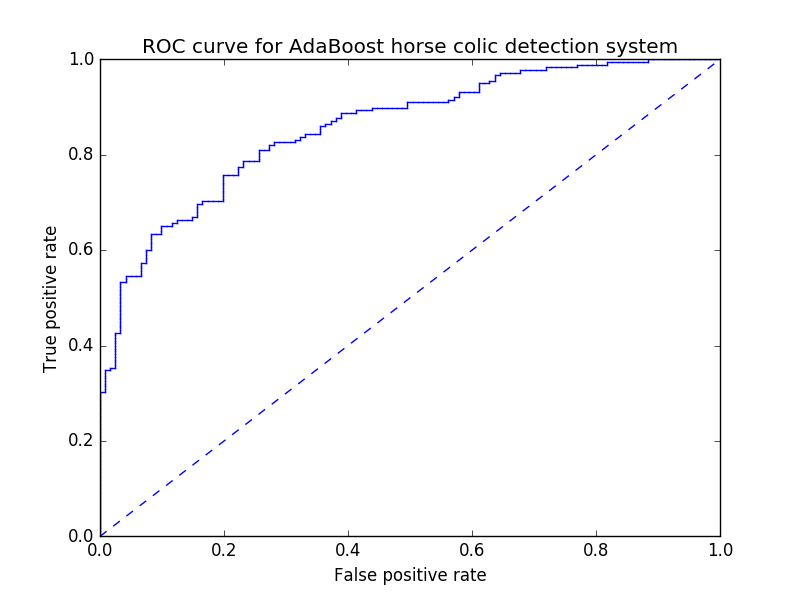 ROC curve for AdaBoost horse colic detection system
1.0
0.8
0.6
0.4
0.2
0.0
True positive rate
0.0 0.2 0.4 0.6 0.8 1.0
False positive rate